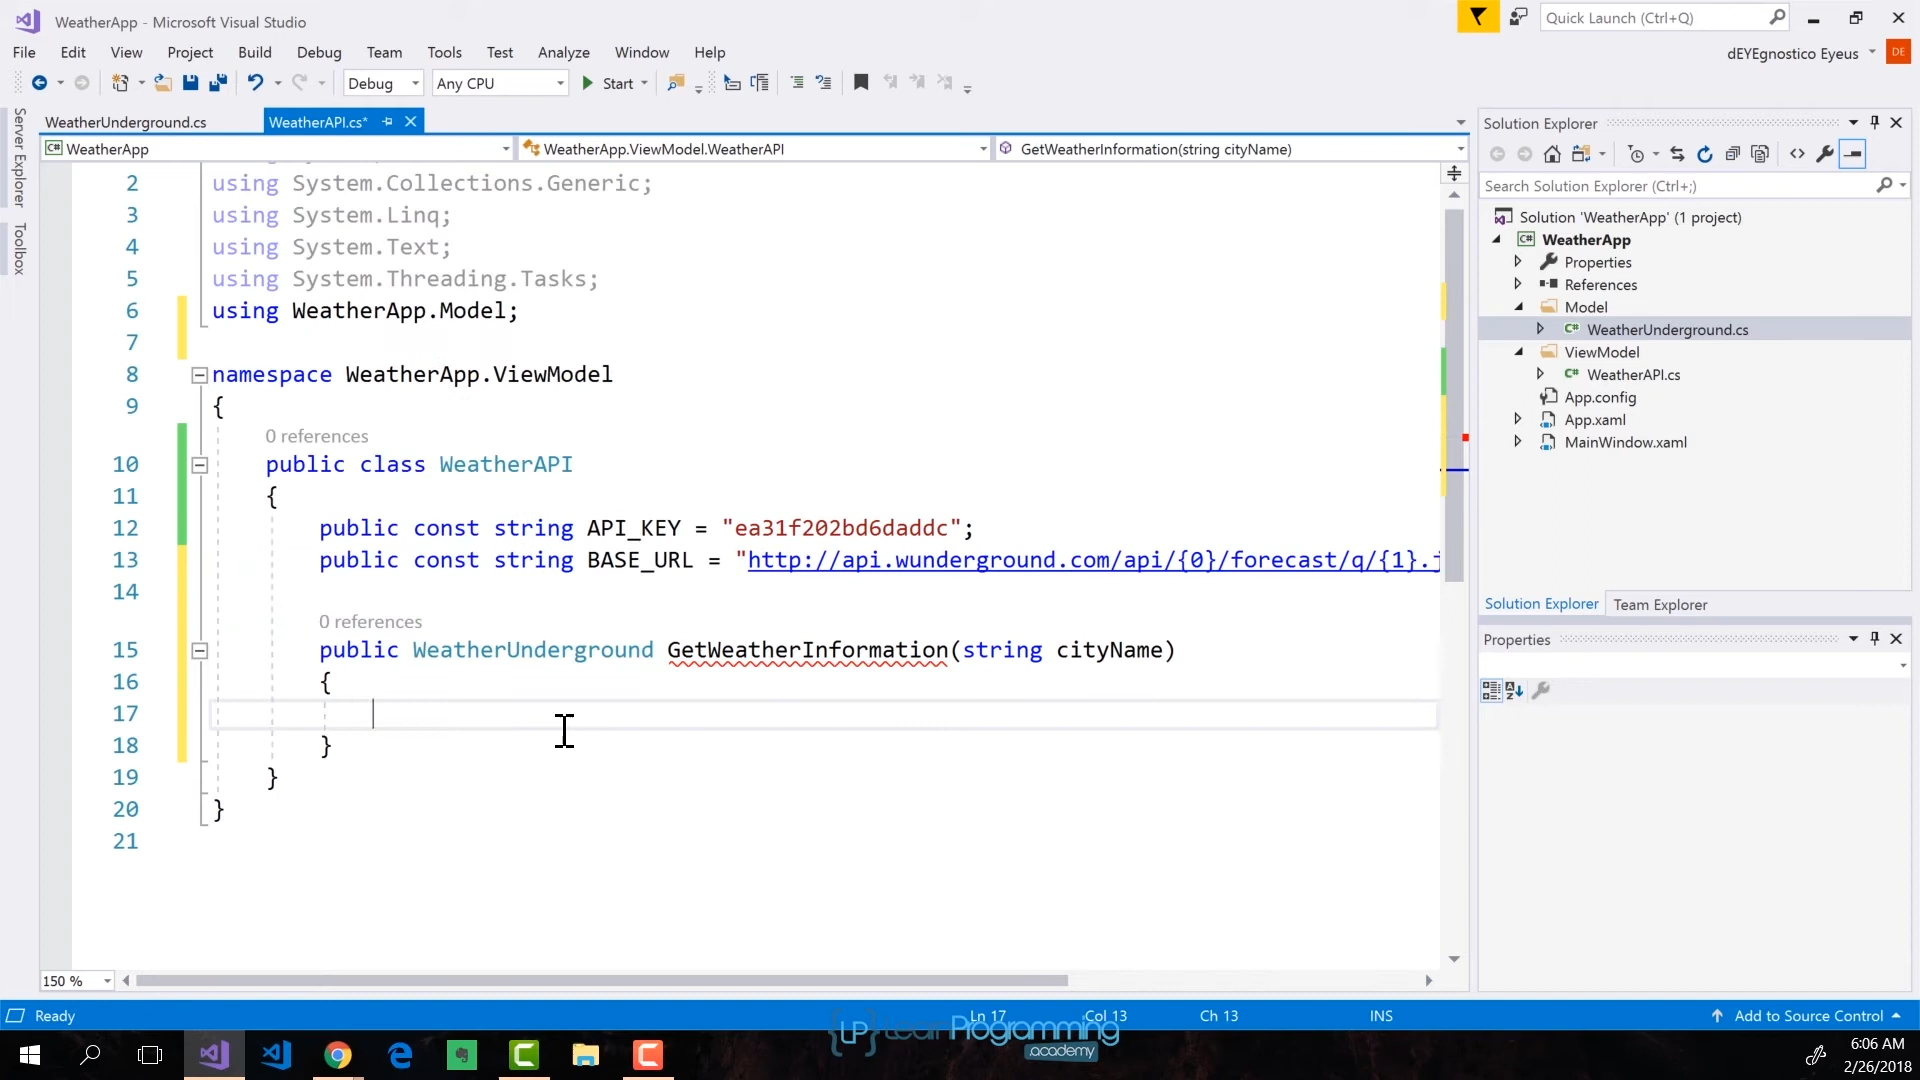 WeatherApp - Microsoft Visual Studio
Quick Launch (Ctrl+Q)
File Edit View Project Build Debug Team Tools Test Analyze Window Help
dEYEgnostico Eyeus
DE
Debug
Any CPU
Start
Server Explorer
Toolbox
WeatherUnderground.cs
WeatherAPI.cs*
WeatherApp
WeatherApp.ViewModel.WeatherAPI
GetWeatherInformation(string cityName)
2 using System.Collections.Generic;
3 using System.Linq;
4 using System.Text;
5 using System.Threading.Tasks;
6 using WeatherApp.Model;
7
8 namespace WeatherApp.ViewModel
9 {
0 references
10 public class WeatherAPI
11 {
12 public const string API_KEY = "ea31f202bd6daddc";
13 public const string BASE_URL = "http://api.wunderground.com/api/{0}/forecast/q/{1}.j
14
0 references
15 public WeatherUnderground GetWeatherInformation(string cityName)
16 {
17
18 }
19 }
20 }
21
150 %
Solution Explorer
Search Solution Explorer (Ctrl+;)
Solution 'WeatherApp' (1 project)
C# WeatherApp
Properties
References
Model
C# WeatherUnderground.cs
ViewModel
C# WeatherAPI.cs
App.config
App.xaml
MainWindow.xaml
Solution Explorer
Team Explorer
Properties
Ready
Ln 17
Col 13
Ch 13
INS
Add to Source Control
{LP} LearnProgramming
.academy
6:06 AM
2/26/2018